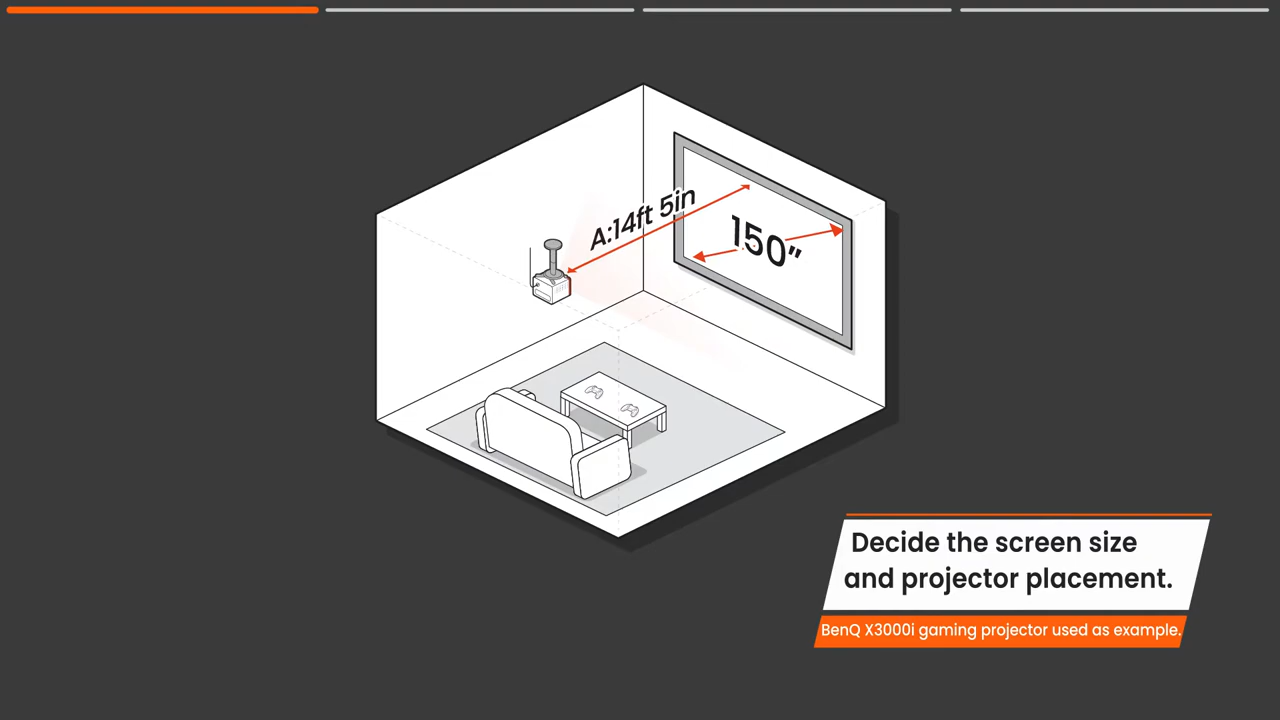 A:14ft 5in
150″
Decide the screen size
and projector placement.
BenQ X3000i gaming projector used as example.